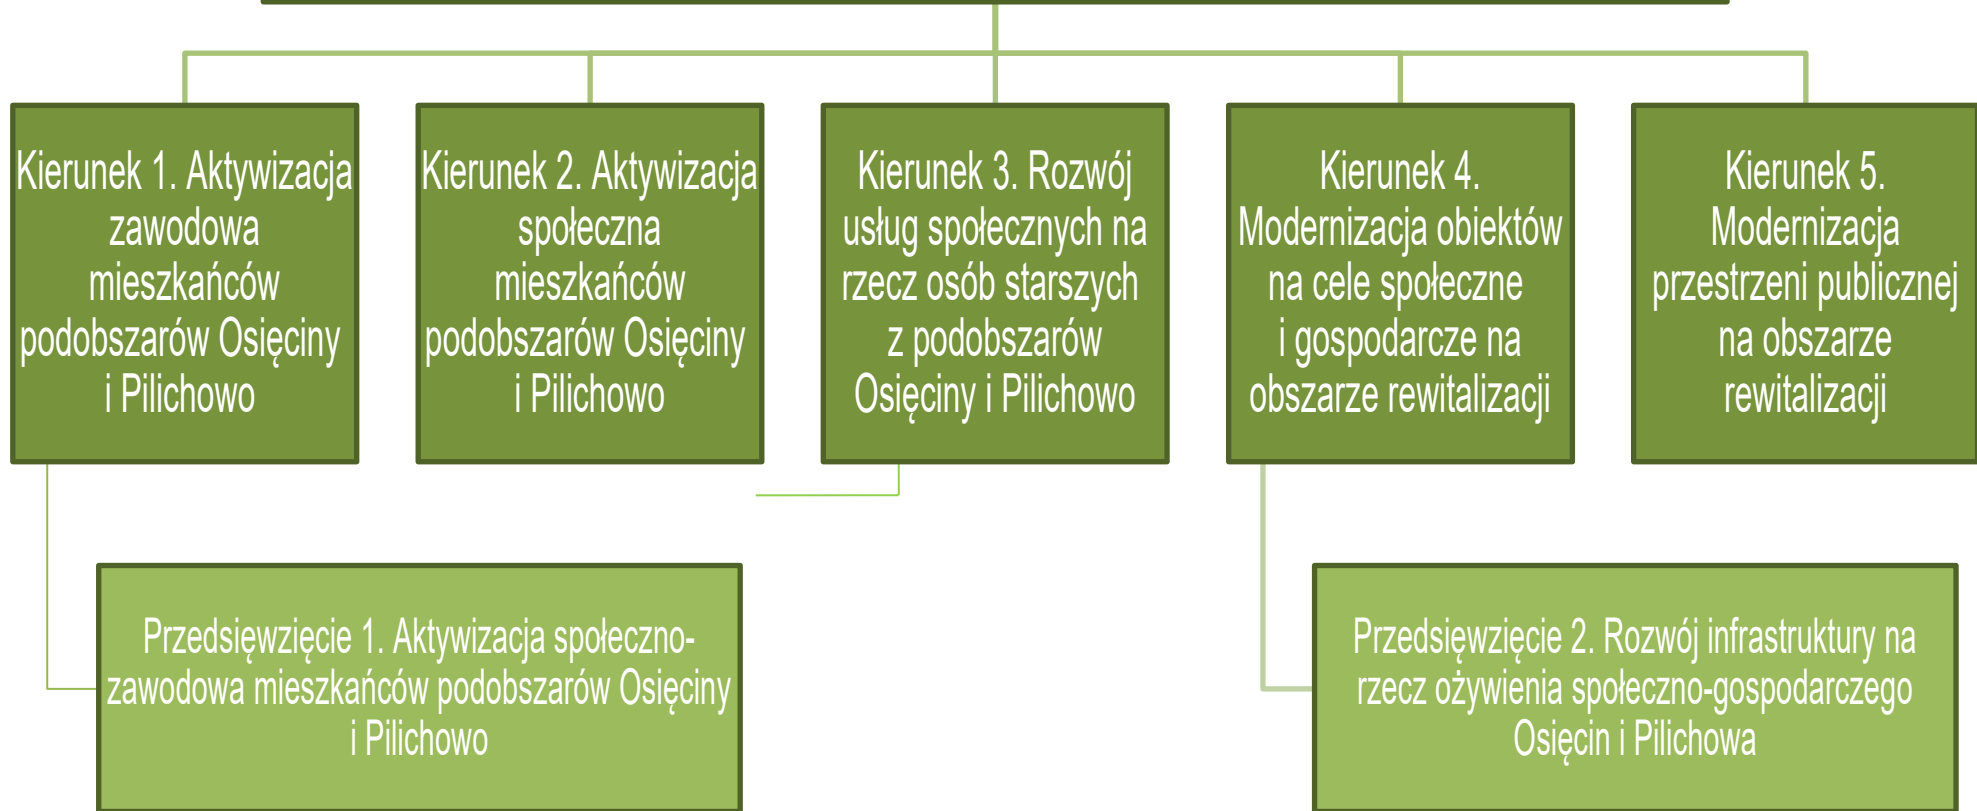 Kierunek 1. Aktywizacja
zawodowa
mieszkańców
podobszarów Osięciny
i Pilichowo
Kierunek 2. Aktywizacja
społeczna
mieszkańców
podobszarów Osięciny
i Pilichowo
Kierunek 3. Rozwój
usług społecznych na
rzecz osób starszych
z podobszarów
Osięciny i Pilichowo
Kierunek 4.
Modernizacja obiektów
na cele społeczne
i gospodarcze na
obszarze rewitalizacji
Kierunek 5.
Modernizacja
przestrzeni publicznej
na obszarze
rewitalizacji
Przedsięwzięcie 1. Aktywizacja społeczno-
zawodowa mieszkańców podobszarów Osięciny
i Pilichowo
Przedsięwzięcie 2. Rozwój infrastruktury na
rzecz ożywienia społeczno-gospodarczego
Osięcin i Pilichowa